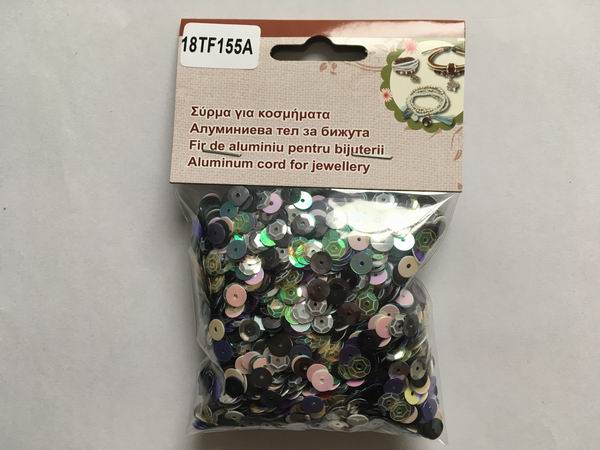 18TF155A
Σύρμα για κοσμήματα
Алуминиева тел за бижута
Fir de aluminiu pentru bijuterii
Aluminum cord for jewellery